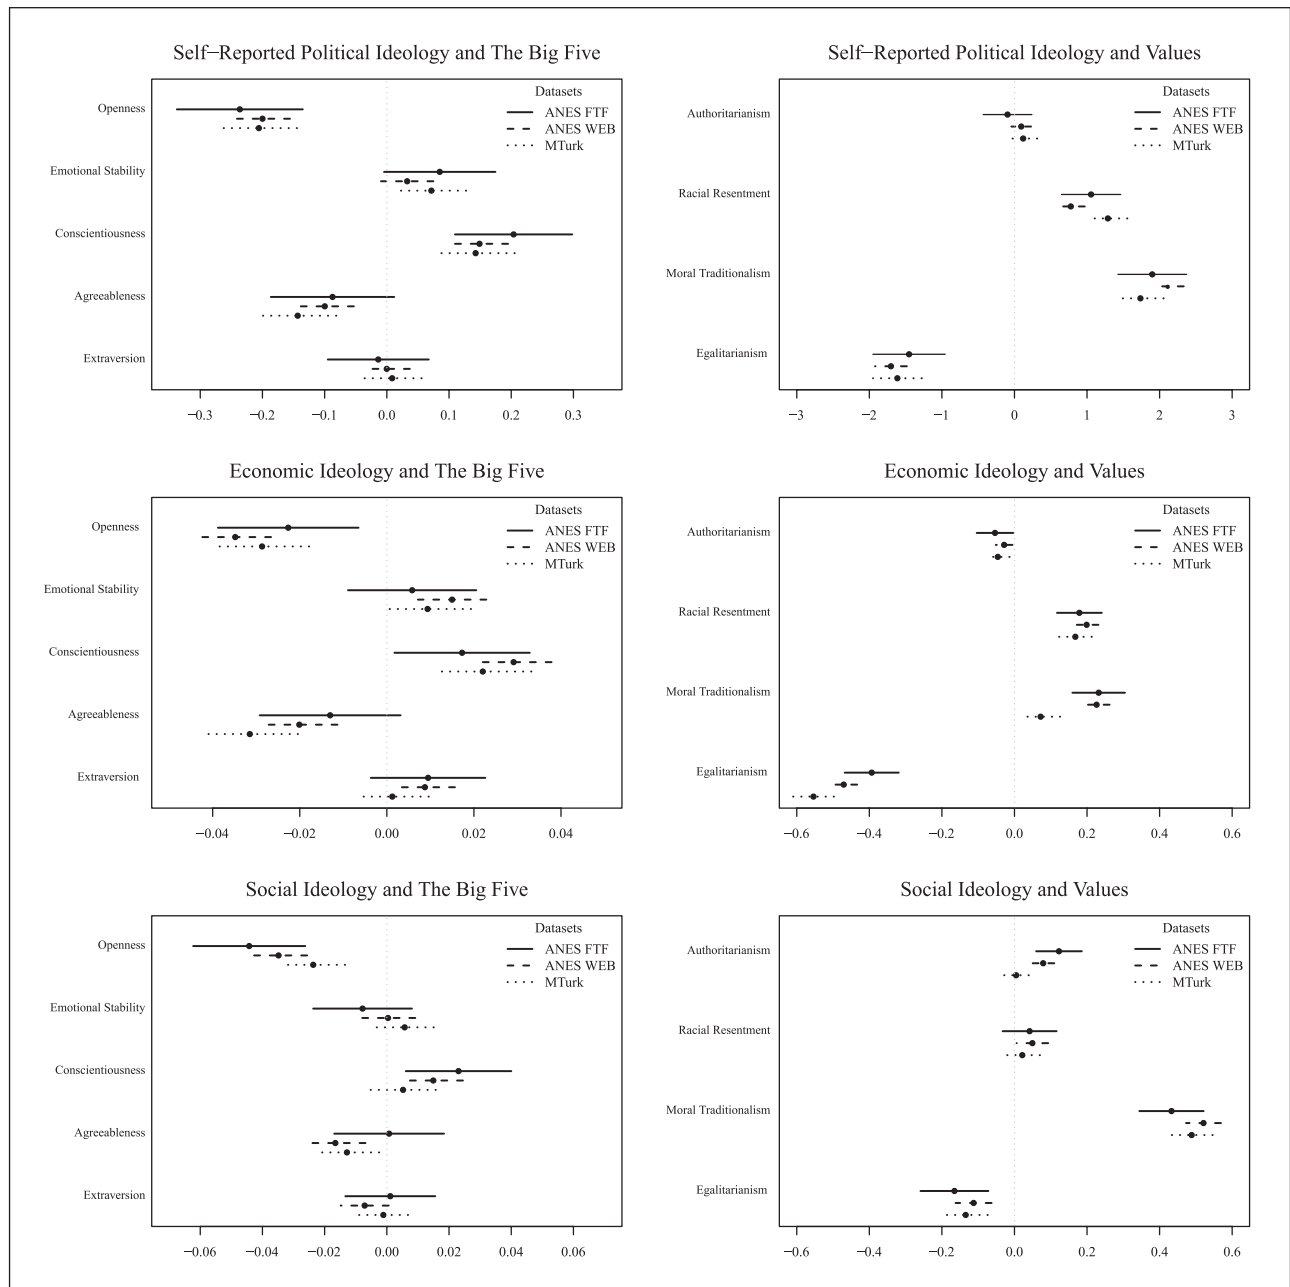 Self−Reported Political Ideology and The Big Five
Datasets
ANES FTF
ANES WEB
MTurk
Openness
Emotional Stability
Conscientiousness
Agreeableness
Extraversion
−0.3 −0.2 −0.1 0.0 0.1 0.2 0.3
Self−Reported Political Ideology and Values
Datasets
ANES FTF
ANES WEB
MTurk
Authoritarianism
Racial Resentment
Moral Traditionalism
Egalitarianism
−3 −2 −1 0 1 2 3
Economic Ideology and The Big Five
Datasets
ANES FTF
ANES WEB
MTurk
Openness
Emotional Stability
Conscientiousness
Agreeableness
Extraversion
−0.04 −0.02 0.00 0.02 0.04
Economic Ideology and Values
Datasets
ANES FTF
ANES WEB
MTurk
Authoritarianism
Racial Resentment
Moral Traditionalism
Egalitarianism
−0.6 −0.4 −0.2 0.0 0.2 0.4 0.6
Social Ideology and The Big Five
Datasets
ANES FTF
ANES WEB
MTurk
Openness
Emotional Stability
Conscientiousness
Agreeableness
Extraversion
−0.06 −0.04 −0.02 0.00 0.02 0.04 0.06
Social Ideology and Values
Datasets
ANES FTF
ANES WEB
MTurk
Authoritarianism
Racial Resentment
Moral Traditionalism
Egalitarianism
−0.6 −0.4 −0.2 0.0 0.2 0.4 0.6